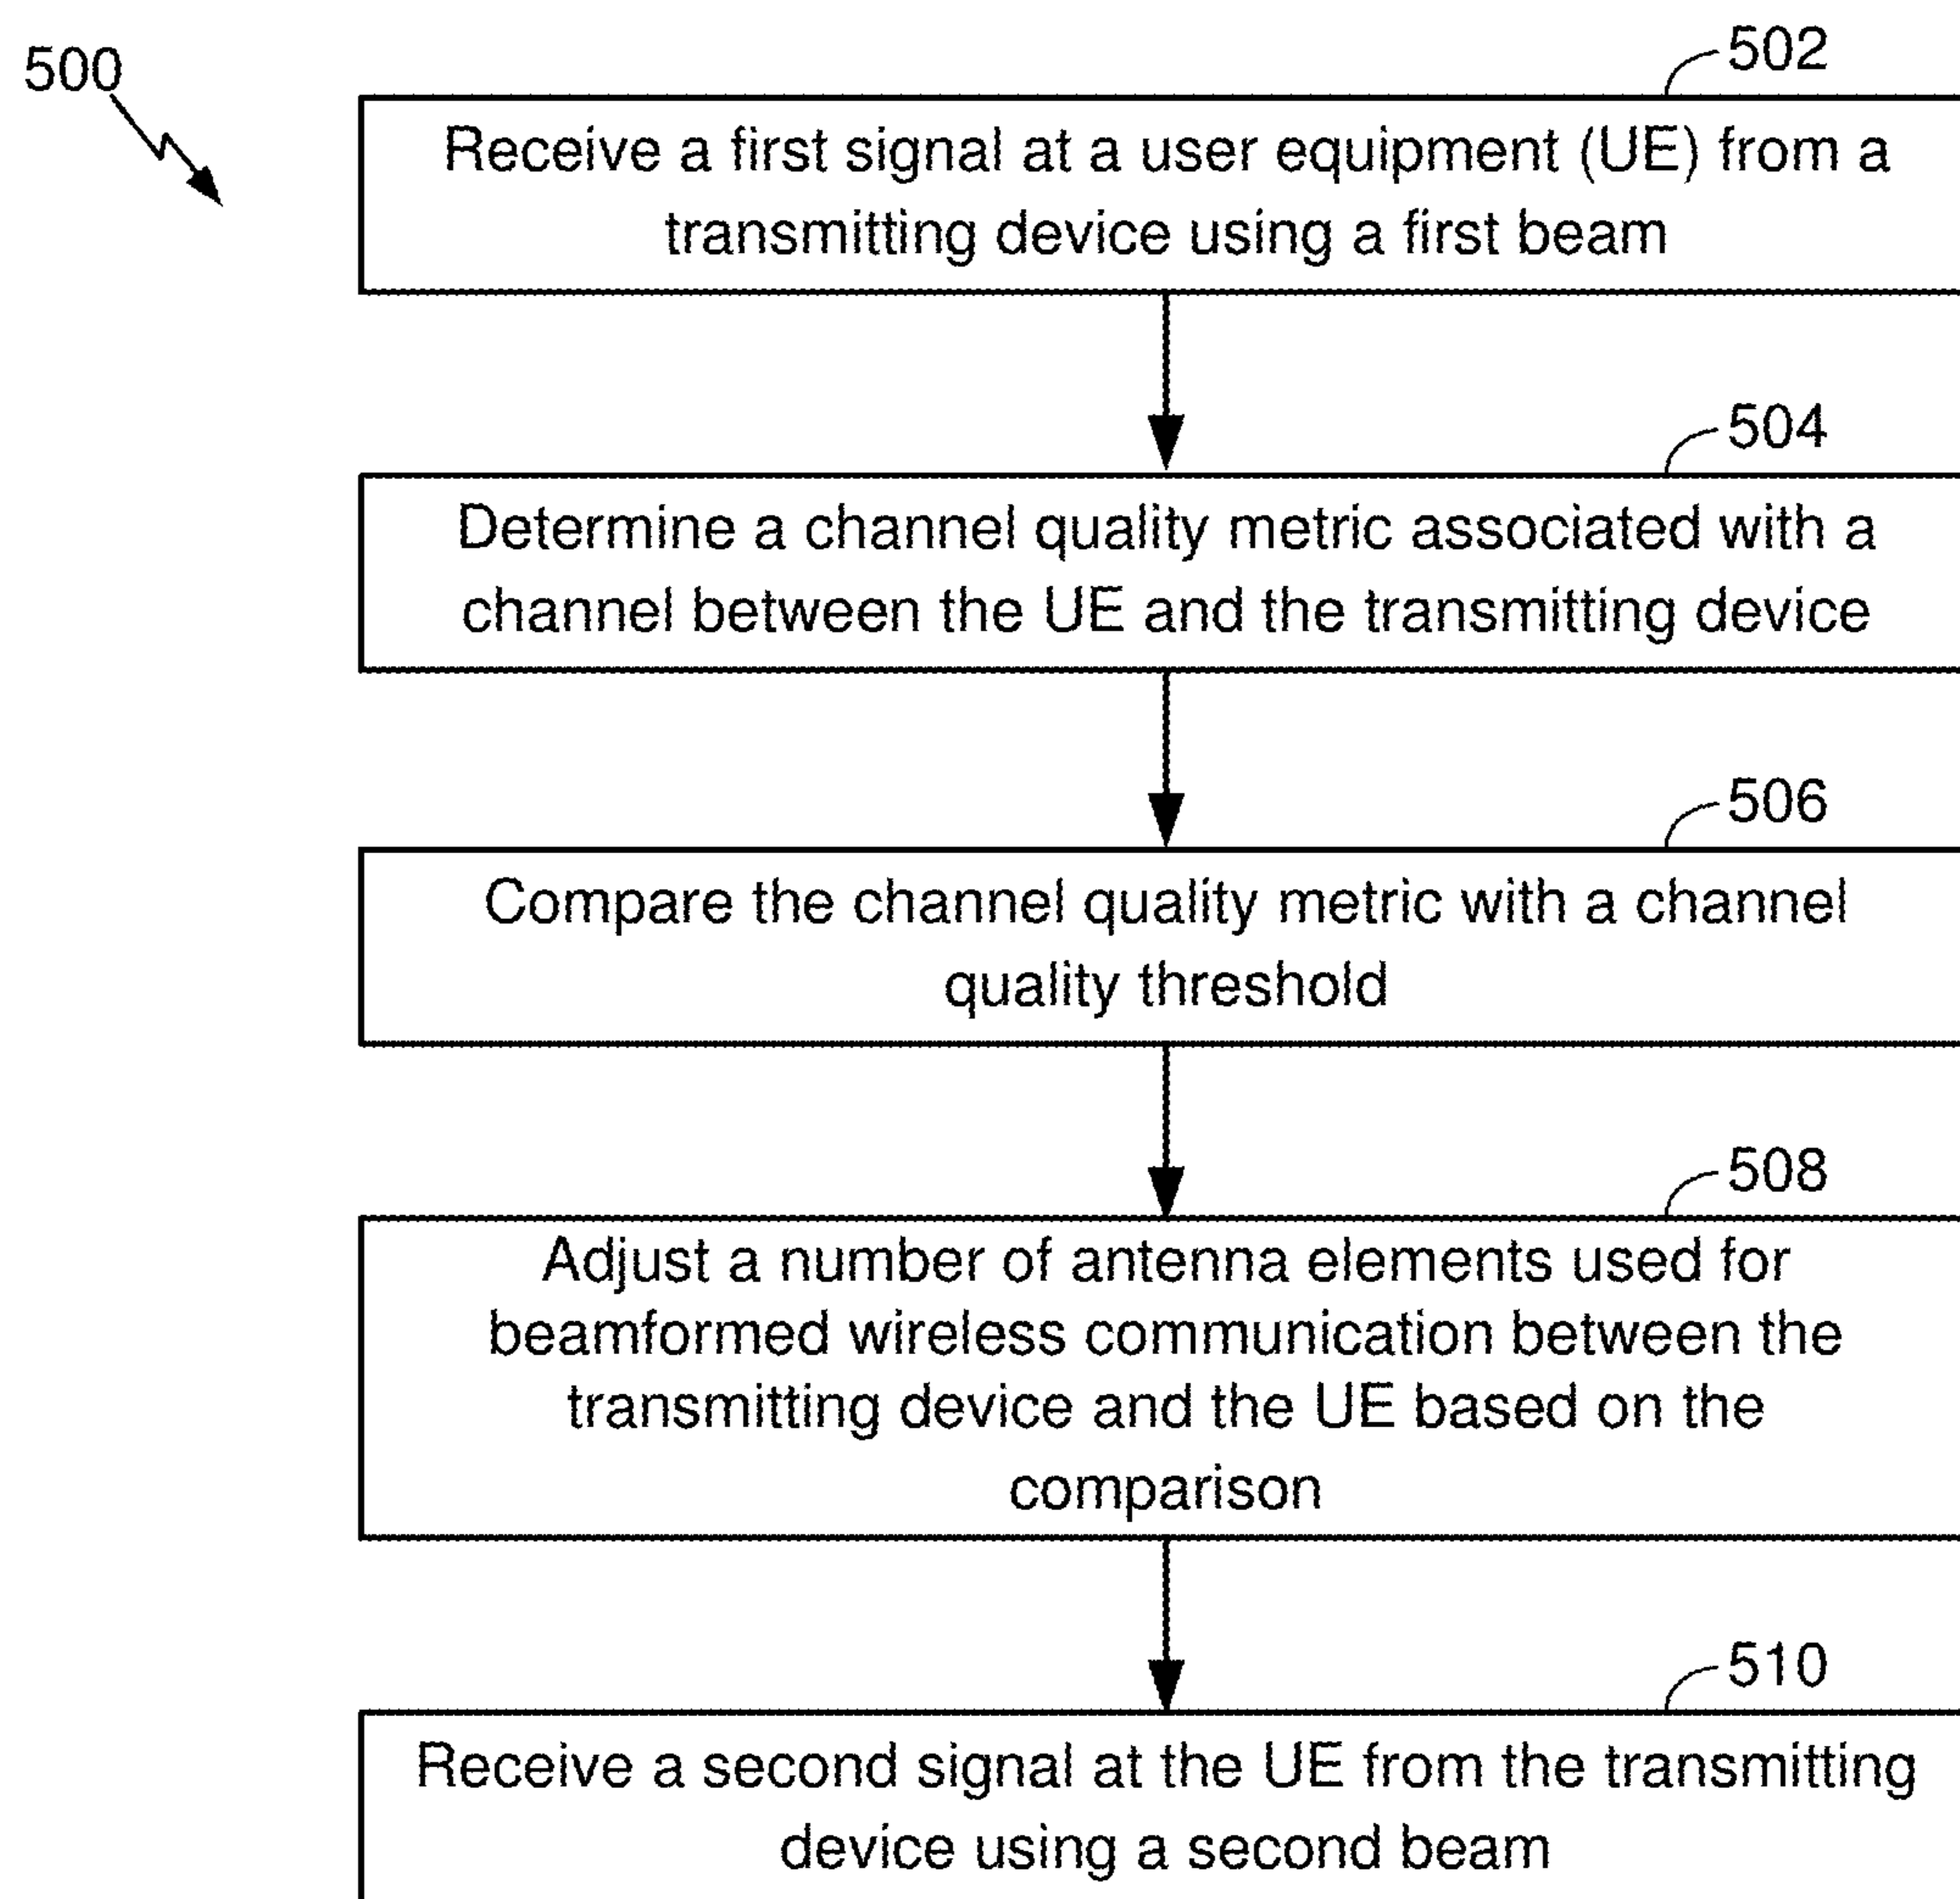 500
502
Receive a first signal at a user equipment (UE) from a
transmitting device using a first beam
504
Determine a channel quality metric associated with a
channel between the UE and the transmitting device
506
Compare the channel quality metric with a channel
quality threshold
508
Adjust a number of antenna elements used for
beamformed wireless communication between the
transmitting device and the UE based on the
comparison
510
Receive a second signal at the UE from the transmitting
device using a second beam